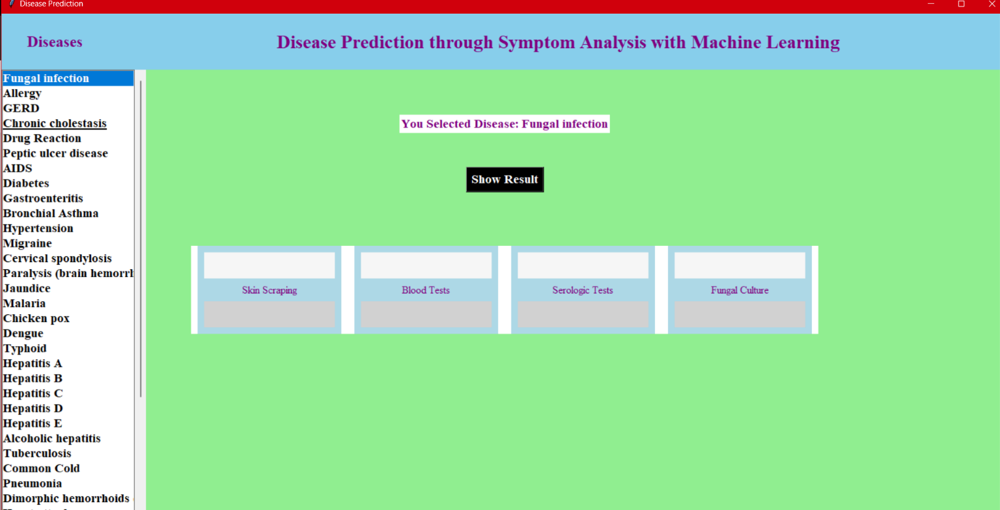 Disease Prediction
Diseases
Disease Prediction through Symptom Analysis with Machine Learning
Fungal infection
Allergy
GERD
Chronic cholestasis
Drug Reaction
Peptic ulcer disease
AIDS
Diabetes
Gastroenteritis
Bronchial Asthma
Hypertension
Migraine
Cervical spondylosis
Paralysis (brain hemorrh
Jaundice
Malaria
Chicken pox
Dengue
Typhoid
Hepatitis A
Hepatitis B
Hepatitis C
Hepatitis D
Hepatitis E
Alcoholic hepatitis
Tuberculosis
Common Cold
Pneumonia
Dimorphic hemorrhoids
You Selected Disease: Fungal infection
Show Result
Skin Scraping
Blood Tests
Serologic Tests
Fungal Culture